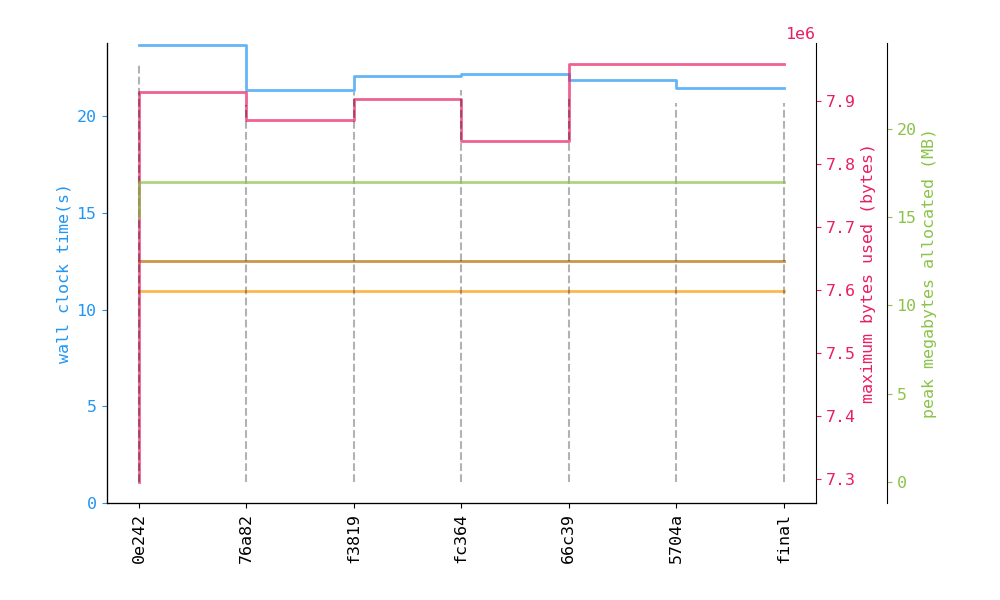 1e6
20
15
10
5
0
wall clock time(s)
7.9
7.8
7.7
7.6
7.5
7.4
7.3
maximum bytes used (bytes)
20
15
10
5
0
peak megabytes allocated (MB)
0e242
76a82
f3819
fc364
66c39
5704a
final